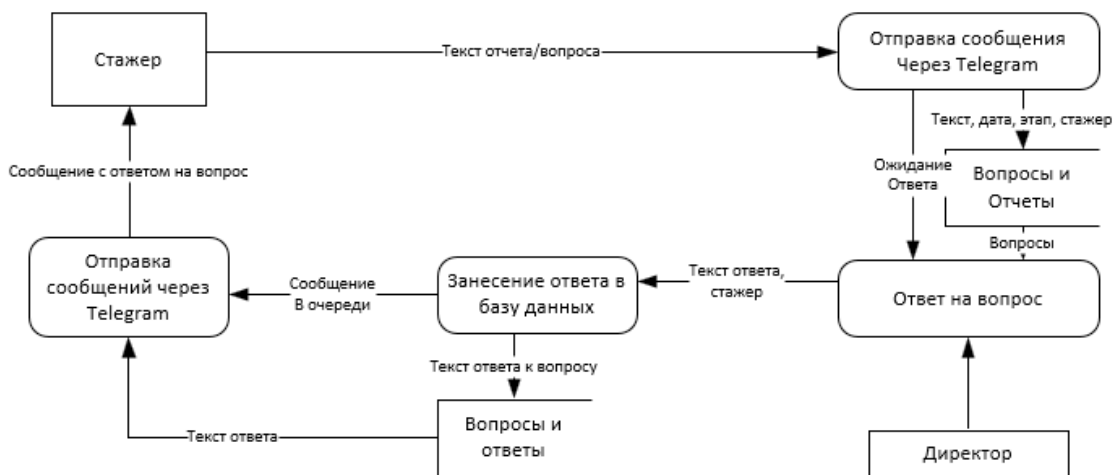 Стажер
Текст отчета/вопроса
Отправка сообщения
Через Telegram
Текст, дата, этап, стажер
Ожидание
Ответа
Вопросы и
Отчеты
Вопросы
Сообщение с ответом на вопрос
Отправка
сообщений через
Telegram
Сообщение
В очереди
Занесение ответа в
базу данных
Текст ответа,
стажер
Ответ на вопрос
Текст ответа к вопросу
Текст ответа
Вопросы и
ответы
Директор